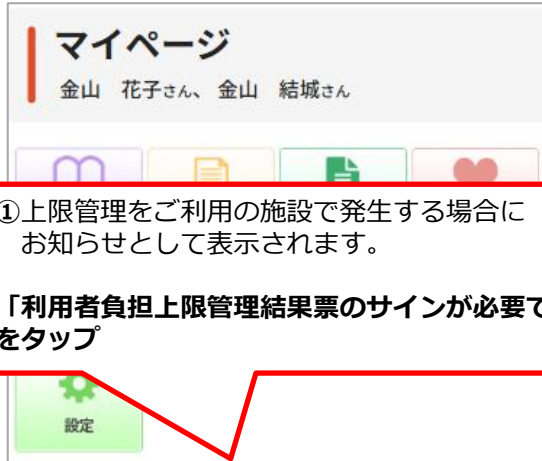 マイページ
金山　花子さん、金山　結城さん
①上限管理をご利用の施設で発生する場合に
お知らせとして表示されます。
「利用者負担上限管理結果票のサインが必要で
をタップ
設定